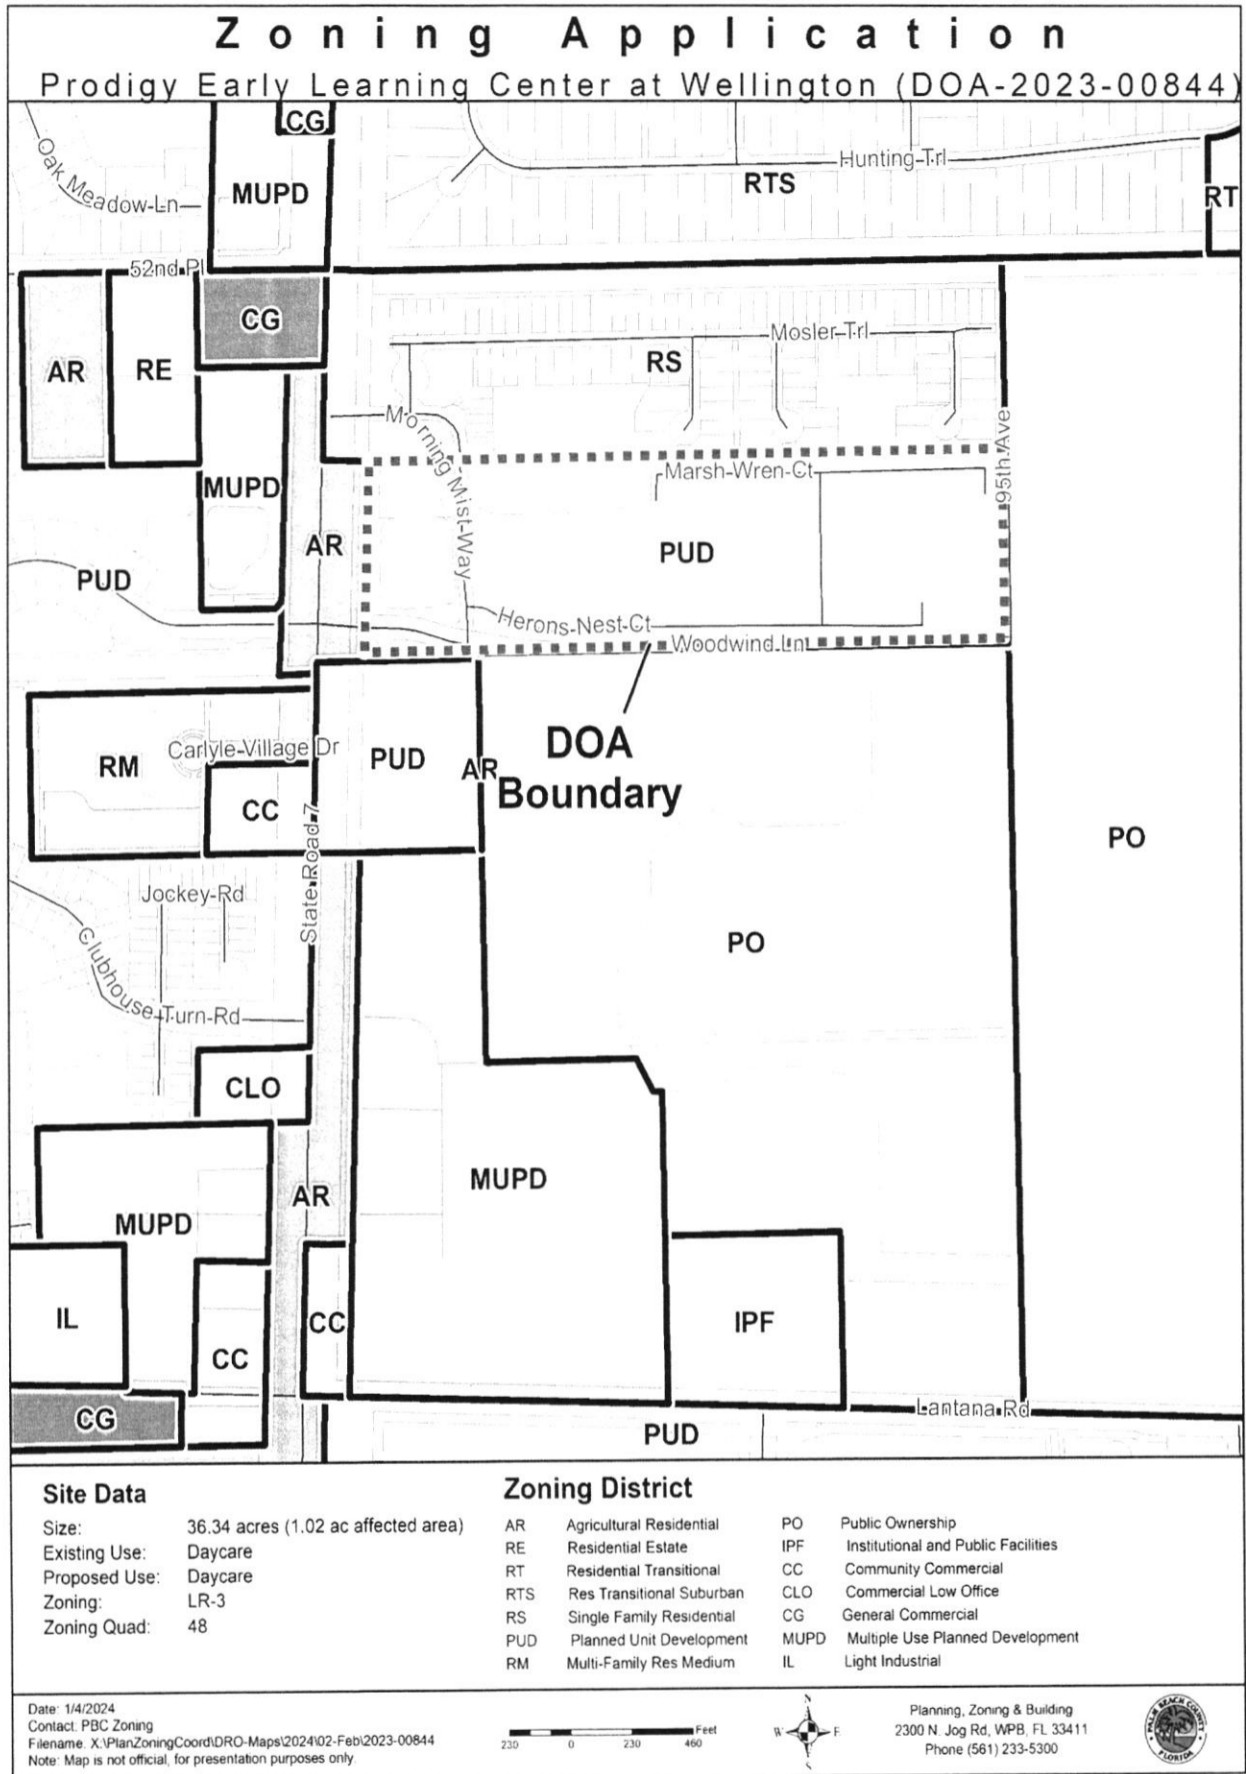 Zoning Application
Prodigy Early Learning Center at Wellington (DOA-2023-00844)
CG
Oak Meadow Ln
MUPD
Hunting Trl
RTS
RT
52nd Pl
CG
Mosler Trl
AR
RE
RS
Morning Mist Way
95th Ave
Marsh Wren Ct
MUPD
AR
PUD
PUD
Herons Nest Ct
Woodwind Ln
DOA
Boundary
RM
Carlyle Village Dr
PUD
AR
CC
State Road 7
PO
Jockey Rd
PO
Clubhouse Turn Rd
CLO
MUPD
AR
MUPD
IL
CC
CC
IPF
CG
Lantana Rd
PUD
Site Data
Size: 36.34 acres (1.02 ac affected area)
Existing Use: Daycare
Proposed Use: Daycare
Zoning: LR-3
Zoning Quad: 48
Zoning District
AR Agricultural Residential
RE Residential Estate
RT Residential Transitional
RTS Res Transitional Suburban
RS Single Family Residential
PUD Planned Unit Development
RM Multi-Family Res Medium
PO Public Ownership
IPF Institutional and Public Facilities
CC Community Commercial
CLO Commercial Low Office
CG General Commercial
MUPD Multiple Use Planned Development
IL Light Industrial
Date: 1/4/2024
Contact: PBC Zoning
Filename: X:\PlanZoningCoord\DRO-Maps\2024\02-Feb\2023-00844
Note: Map is not official, for presentation purposes only.
Feet
230 0 230 460
N
W E
S
Planning, Zoning & Building
2300 N. Jog Rd, WPB, FL 33411
Phone (561) 233-5300
PALM BEACH COUNTY
FLORIDA